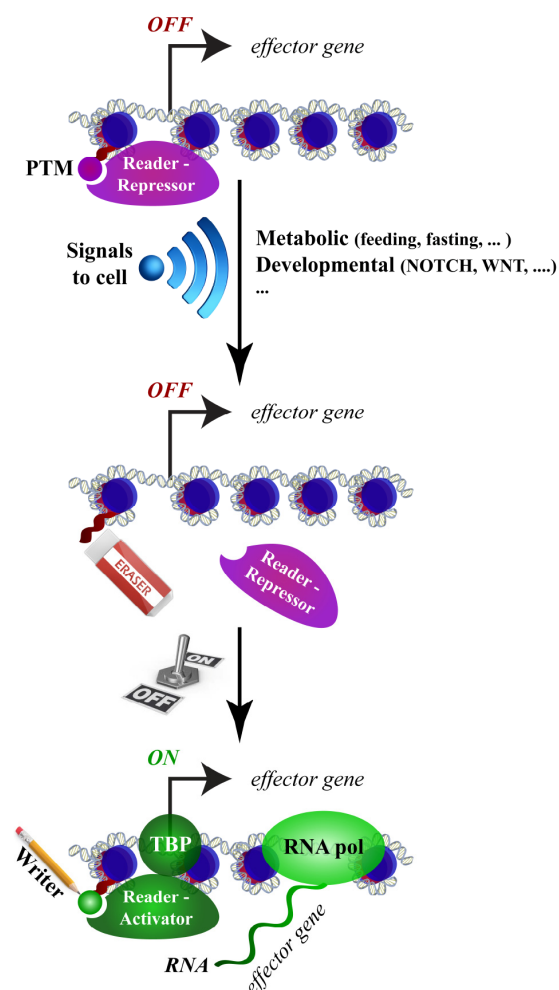 OFF
effector gene
PTM
Reader -
Repressor
Signals
to cell
Metabolic (feeding, fasting, ... )
Developmental (NOTCH, WNT, ....)
...
OFF
effector gene
ERASER
Reader -
Repressor
ON
OFF
ON
effector gene
Writer
TBP
RNA pol
Reader -
Activator
RNA
effector gene